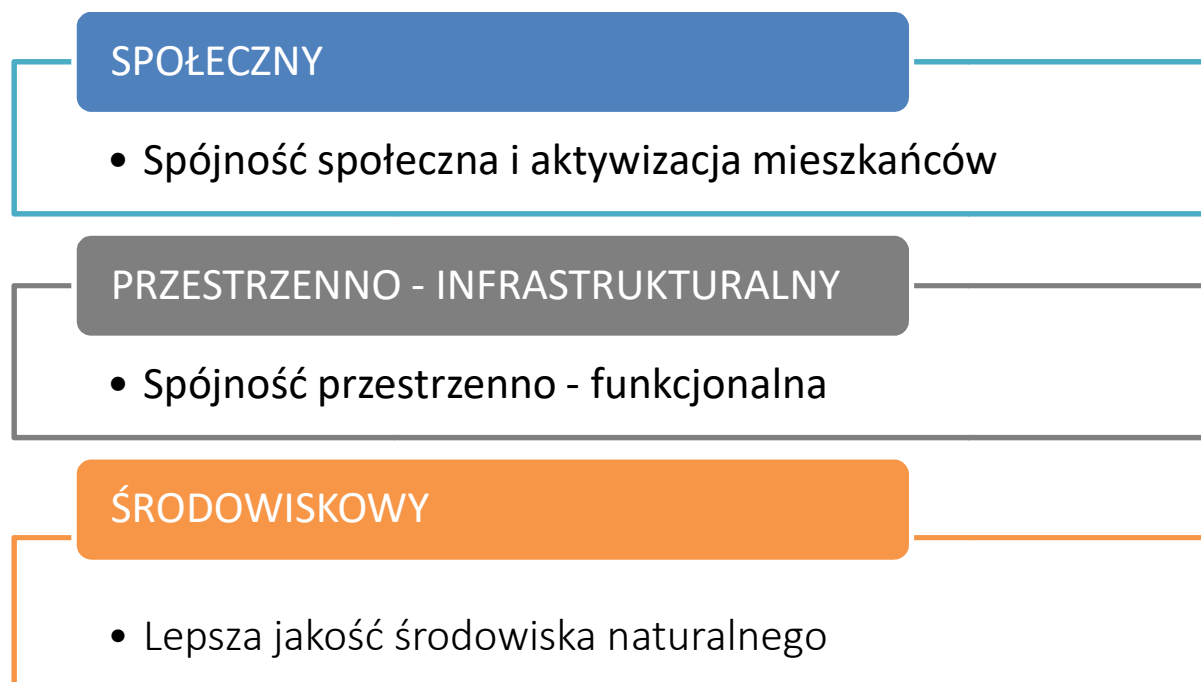 SPOŁECZNY
• Spójność społeczna i aktywizacja mieszkańców
PRZESTRZENNO - INFRASTRUKTURALNY
• Spójność przestrzenno - funkcjonalna
ŚRODOWISKOWY
• Lepsza jakość środowiska naturalnego